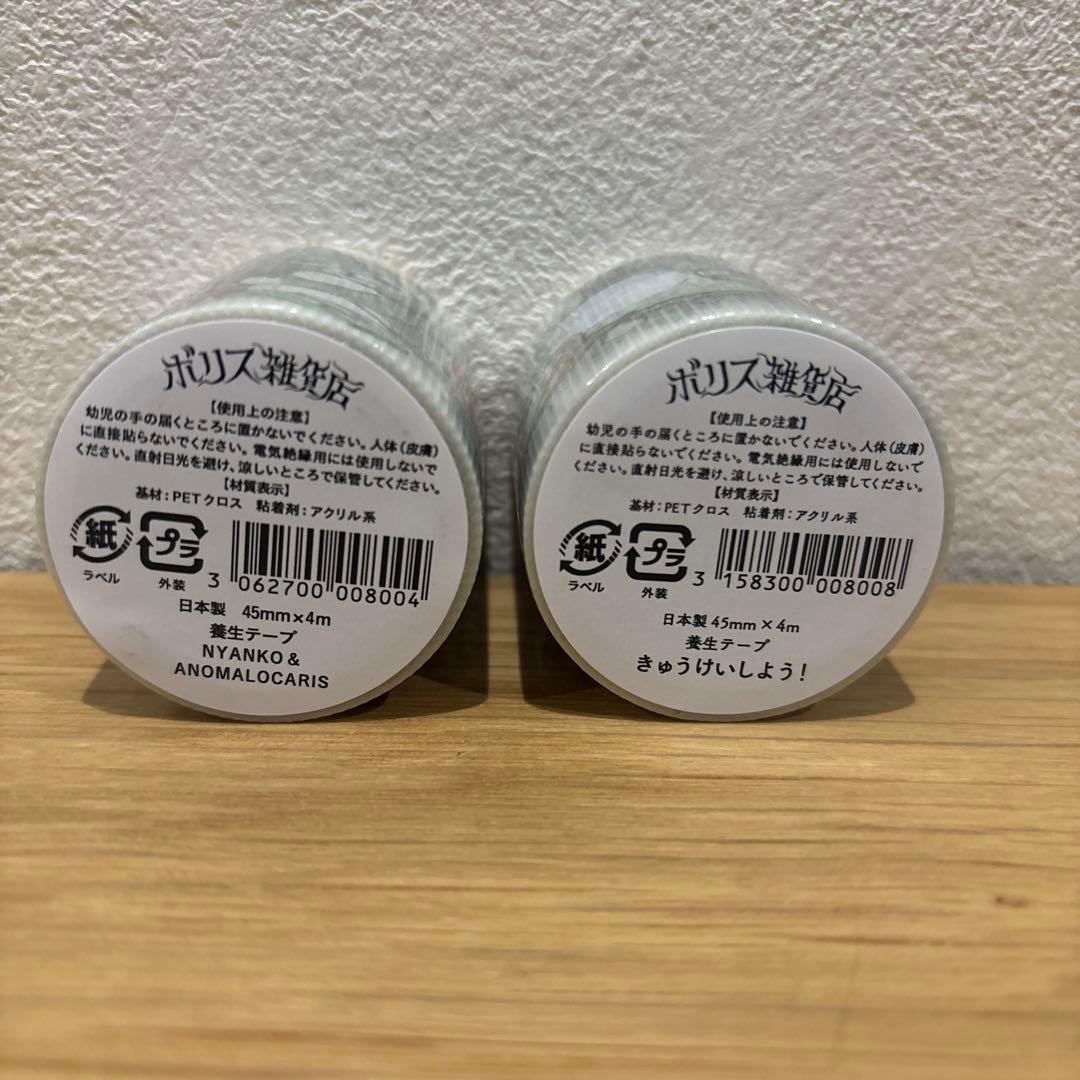 ボリス雑貨店
【使用上の注意】
幼児の手の届くところに置かないでください。人体(皮膚)
に直接貼らないでください。電気絶縁用には使用しないで
ください。直射日光を避け、涼しいところで保管してください。
【材質表示】
基材:PETクロス 粘着剤:アクリル系
紙
ラベル
プラ
外装
3 062700 008004
日本製 45mm×4m
養生テープ
NYANKO &
ANOMALOCARIS
ボリス雑貨店
【使用上の注意】
幼児の手の届くところに置かないでください。人体(皮膚)
に直接貼らないでください。電気絶縁用には使用しないで
ください。直射日光を避け、涼しいところで保管してください。
【材質表示】
基材:PETクロス 粘着剤:アクリル系
紙
ラベル
プラ
外装
3 158300 008008
日本製 45mm×4m
養生テープ
きゅうけいしよう!